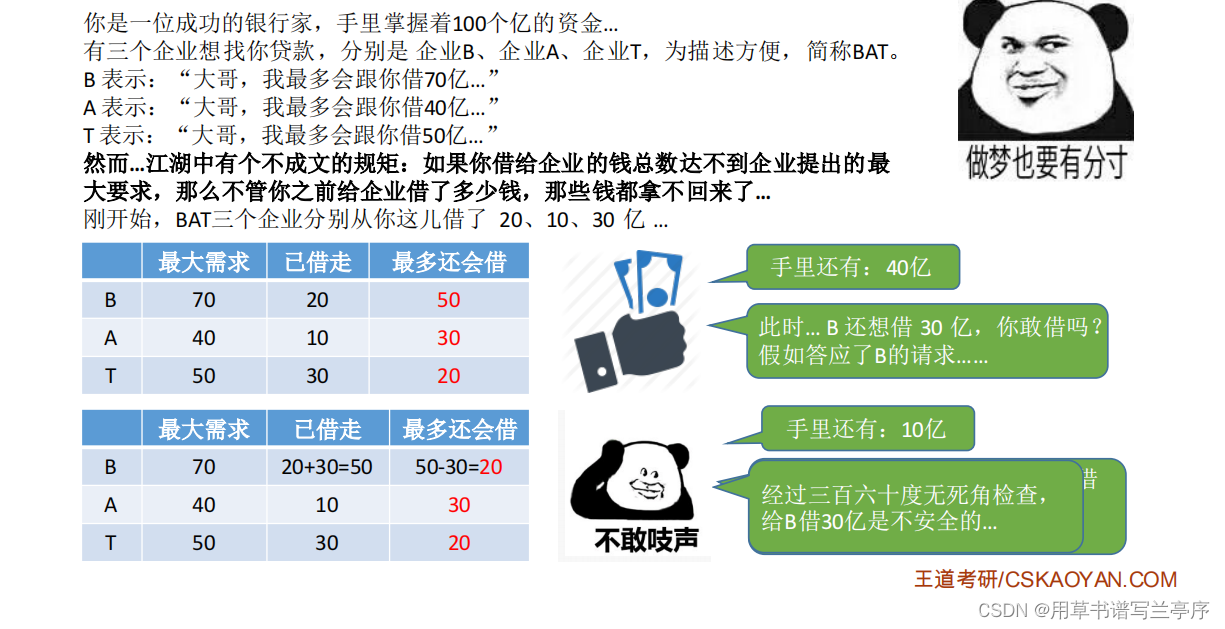 你是一位成功的银行家，手里掌握着100个亿的资金...
有三个企业想找你贷款，分别是 企业B、企业A、企业T，为描述方便，简称BAT。
B 表示：“大哥，我最多会跟你借70亿...”
A 表示：“大哥，我最多会跟你借40亿...”
T 表示：“大哥，我最多会跟你借50亿...”
然而...江湖中有个不成文的规矩：如果你借给企业的钱总数达不到企业提出的最
大要求，那么不管你之前给企业借了多少钱，那些钱都拿不回来了...
刚开始，BAT三个企业分别从你这儿借了 20、10、30 亿 ...
做梦也要有分寸
最大需求 已借走 最多还会借
B 70 20 50
A 40 10 30
T 50 30 20
手里还有：40亿
此时... B 还想借 30 亿，你敢借吗？
假如答应了B的请求......
最大需求 已借走 最多还会借
B 70 20+30=50 50-30=20
A 40 10 30
T 50 30 20
不敢吱声
手里还有：10亿
借
经过三百六十度无死角检查，
给B借30亿是不安全的...
王道考研/CSKAOYAN.COM
CSDN @用草书谱写兰亭序